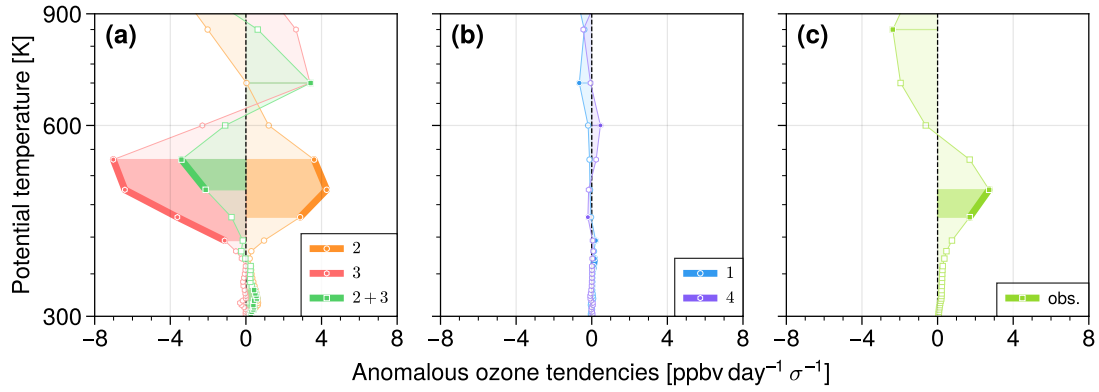 (a)
(b)
(c)
Potential temperature [K]
900
600
300
2
3
2 + 3
1
4
obs.
−8 −4 0 4 8
−8 −4 0 4 8
−8 −4 0 4 8
Anomalous ozone tendencies [ppbv day⁻¹ σ⁻¹]